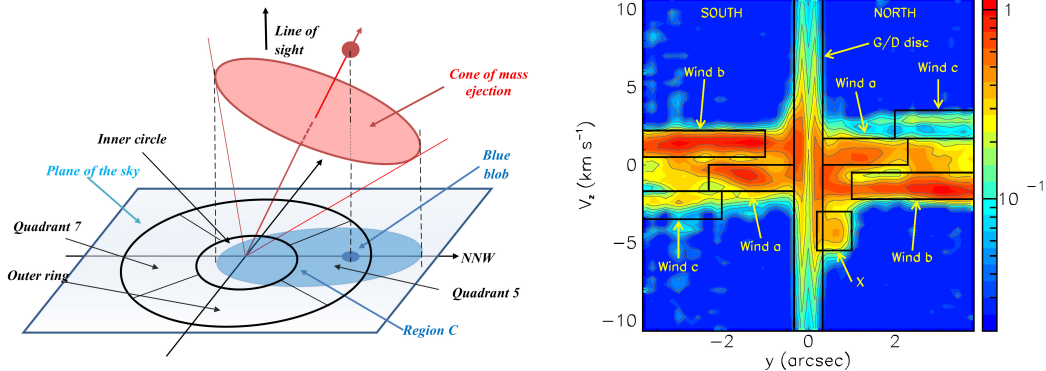 Line of
sight
Cone of mass
ejection
Inner circle
Plane of the sky
Blue
blob
Quadrant 7
NNW
Outer ring
Quadrant 5
Region C
SOUTH
NORTH
G/D disc
Wind b
Wind a
Wind c
Wind c
Wind a
Wind b
X
10
5
0
−5
−10
V_z (km s⁻¹)
−2
0
2
y (arcsec)
1
10⁻¹